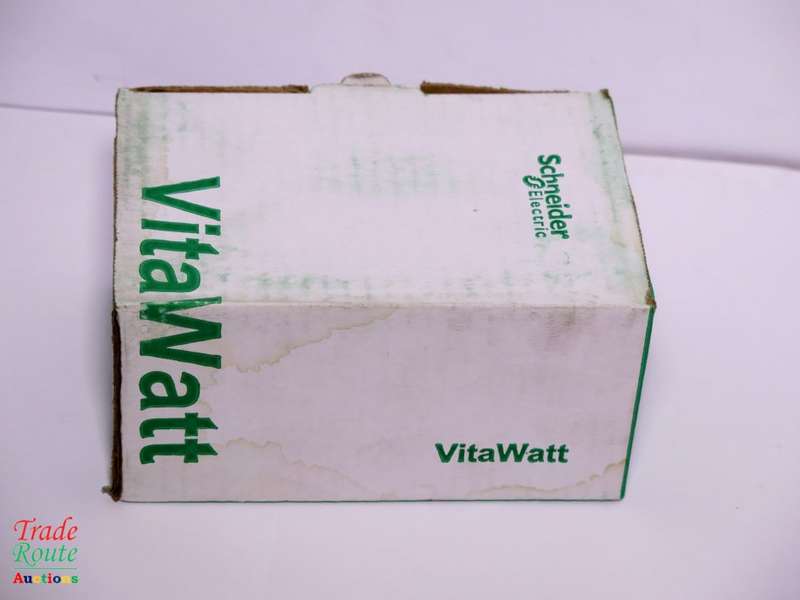 Schneider
Electric
VitaWatt
VitaWatt
Trade
Route
Auctions